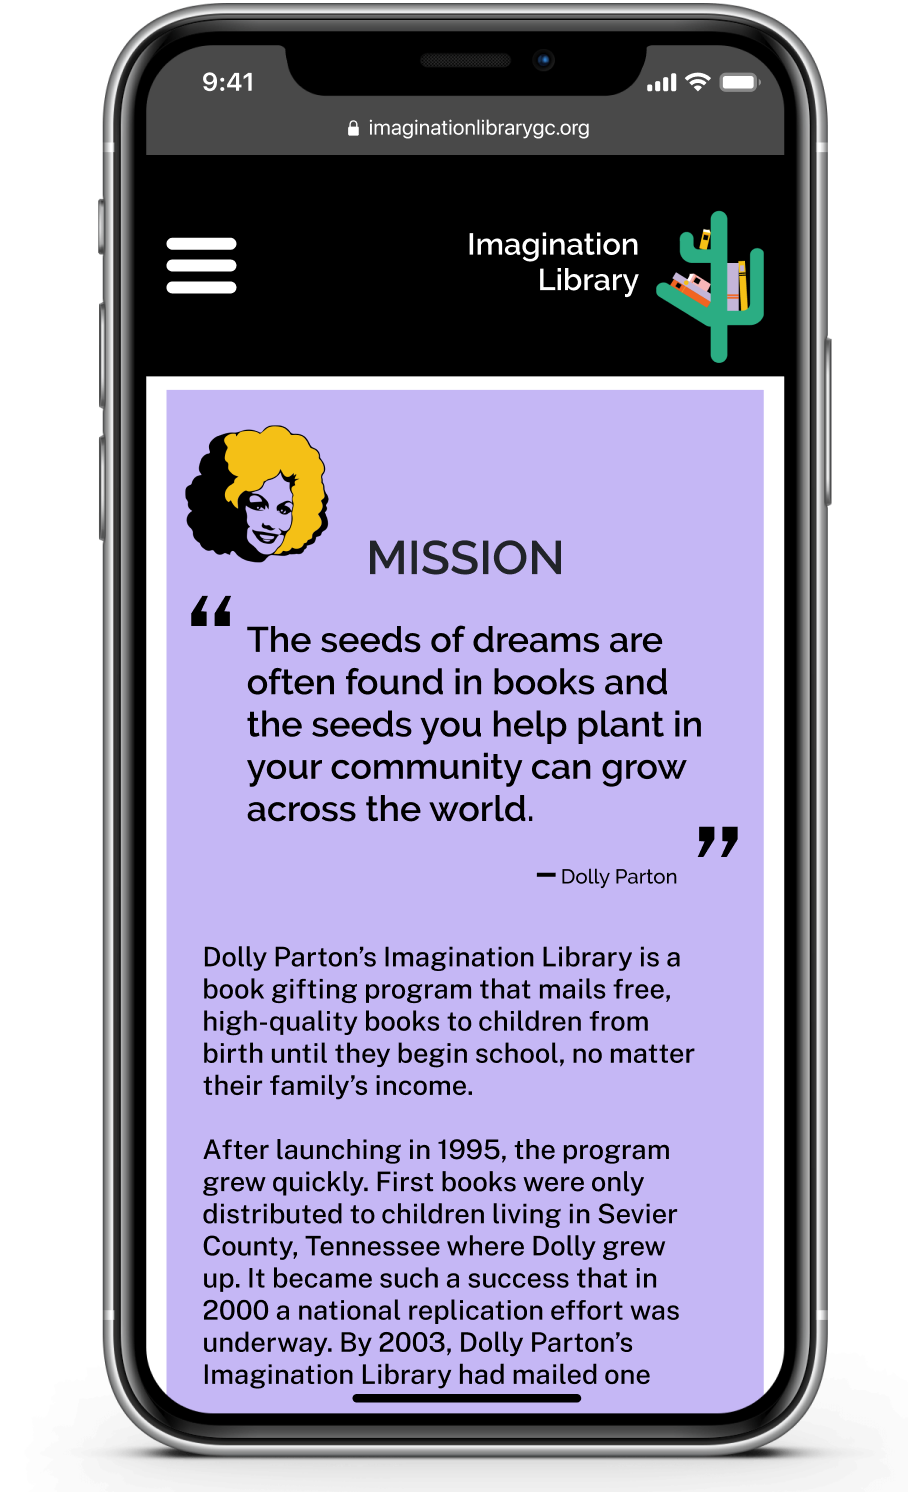 9:41
imaginationlibrarygc.org
Imagination
Library
MISSION
“
The seeds of dreams are
often found in books and
the seeds you help plant in
your community can grow
across the world.
”
— Dolly Parton
Dolly Parton’s Imagination Library is a
book gifting program that mails free,
high-quality books to children from
birth until they begin school, no matter
their family’s income.
After launching in 1995, the program
grew quickly. First books were only
distributed to children living in Sevier
County, Tennessee where Dolly grew
up. It became such a success that in
2000 a national replication effort was
underway. By 2003, Dolly Parton’s
Imagination Library had mailed one